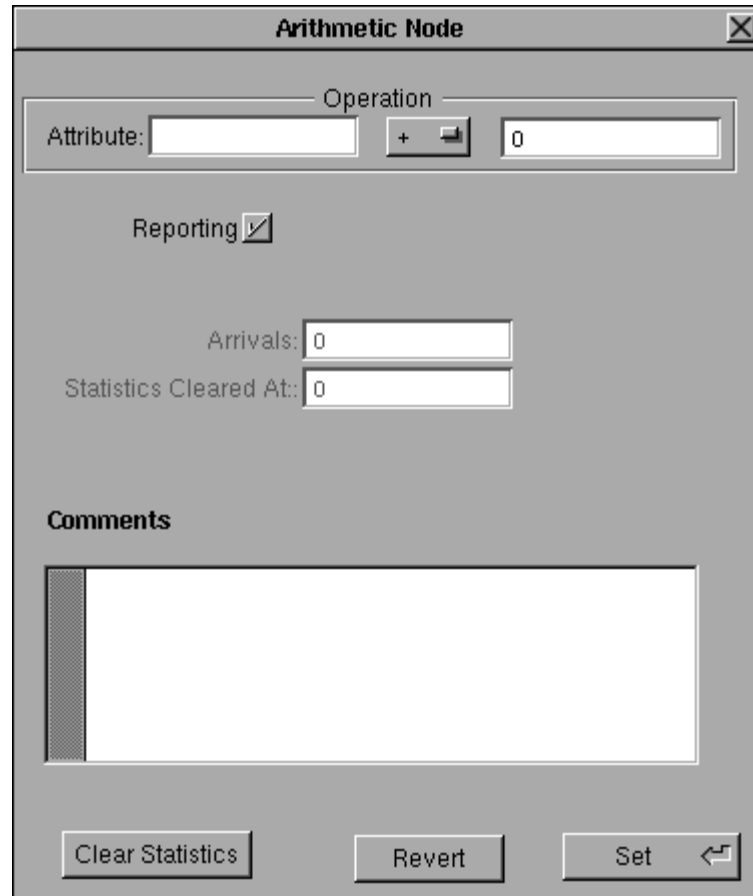 Arithmetic Node
Operation
Attribute: + 0
Reporting
Arrivals: 0
Statistics Cleared At:: 0
Comments
Clear Statistics Revert Set